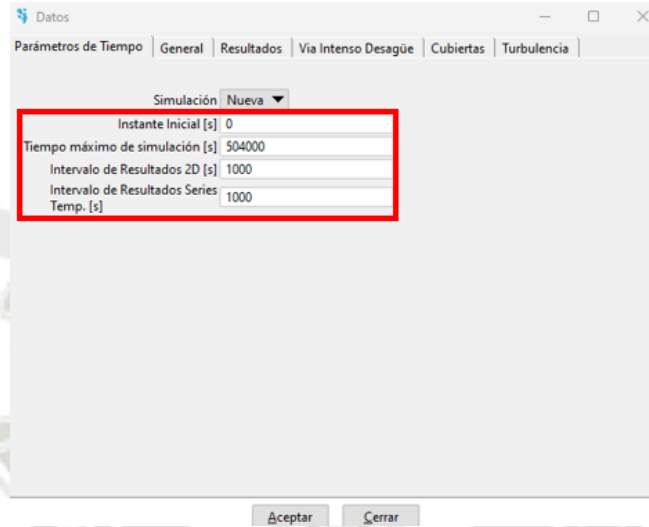 Datos
Parámetros de Tiempo General Resultados Via Intenso Desagüe Cubiertas Turbulencia
Simulación Nueva
Instante Inicial [s] 0
Tiempo máximo de simulación [s] 504000
Intervalo de Resultados 2D [s] 1000
Intervalo de Resultados Series
Temp. [s] 1000
Aceptar Cerrar